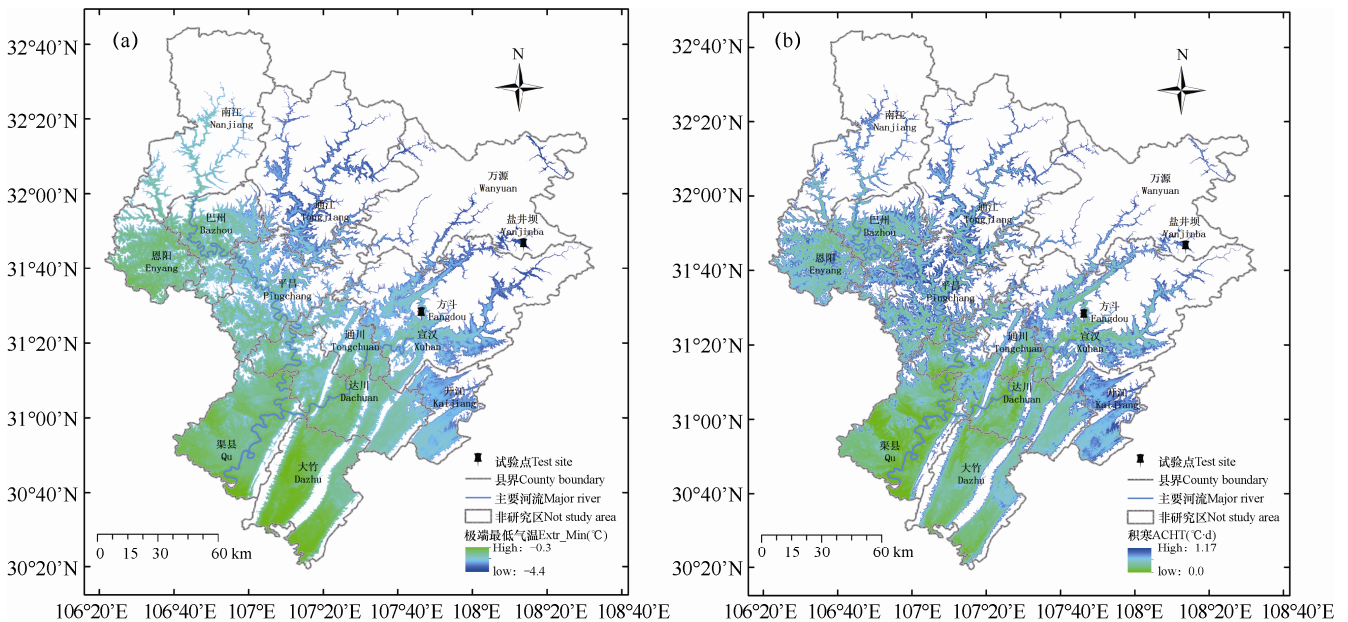 (a)
N
32°40’N
32°20’N
32°00’N
31°40’N
31°20’N
31°00’N
30°40’N
30°20’N
南江
Nanjiang
万源
Wanyuan
通江
Tongjiang
巴州
Bazhou
盐井坝
Yanjinba
恩阳
Enyang
平昌
Pingchang
方斗
Fangdou
通川
Tongchuan
宣汉
Xuhan
达川
Dachuan
开江
Kaijiang
渠县
Qu
大竹
Dazhu
试验点Test site
县界County boundary
主要河流Major river
非研究区Not study area
极端最低气温Extr_Min(℃)
High：−0.3
low：−4.4
0 15 30 60 km
106°20’E 106°40’E 107°E 107°20’E 107°40’E 108°E 108°20’E 108°40’E
(b)
N
32°40’N
32°20’N
32°00’N
31°40’N
31°20’N
31°00’N
30°40’N
30°20’N
南江
Nanjiang
万源
Wanyuan
通江
Tongjiang
巴州
Bazhou
盐井坝
Yanjinba
恩阳
Enyang
平昌
Pingchang
方斗
Fangdou
通川
Tongchuan
宣汉
Xuhan
达川
Dachuan
开江
Kaijiang
渠县
Qu
大竹
Dazhu
试验点Test site
县界County boundary
主要河流Major river
非研究区Not study area
积寒ACHT(℃·d)
High：1.17
low：0.0
0 15 30 60 km
106°20’E 106°40’E 107°E 107°20’E 107°40’E 108°E 108°20’E 108°40’E